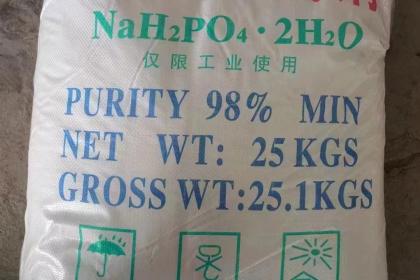 NaH₂PO₄·2H₂O
仅限工业使用
PURITY 98% MIN
NET WT: 25 KGS
GROSS WT:25.1KGS